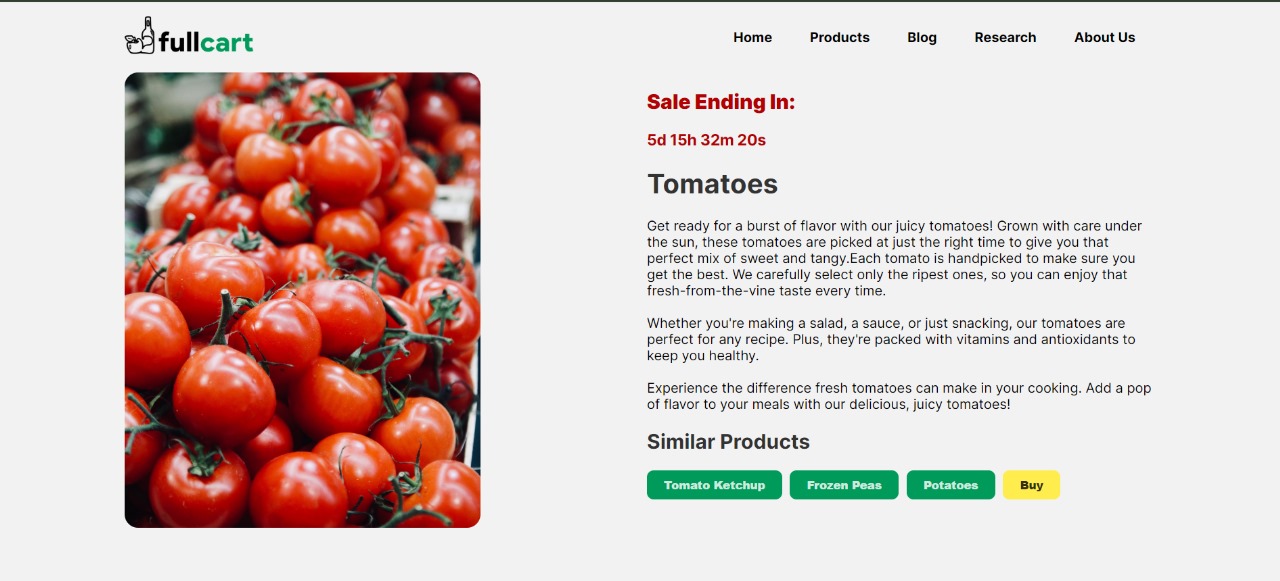 fullcart
Home
Products
Blog
Research
About Us
Sale Ending In:
5d 15h 32m 20s
Tomatoes
Get ready for a burst of flavor with our juicy tomatoes! Grown with care under
the sun, these tomatoes are picked at just the right time to give you that
perfect mix of sweet and tangy.Each tomato is handpicked to make sure you
get the best. We carefully select only the ripest ones, so you can enjoy that
fresh-from-the-vine taste every time.
Whether you're making a salad, a sauce, or just snacking, our tomatoes are
perfect for any recipe. Plus, they're packed with vitamins and antioxidants to
keep you healthy.
Experience the difference fresh tomatoes can make in your cooking. Add a pop
of flavor to your meals with our delicious, juicy tomatoes!
Similar Products
Tomato Ketchup
Frozen Peas
Potatoes
Buy